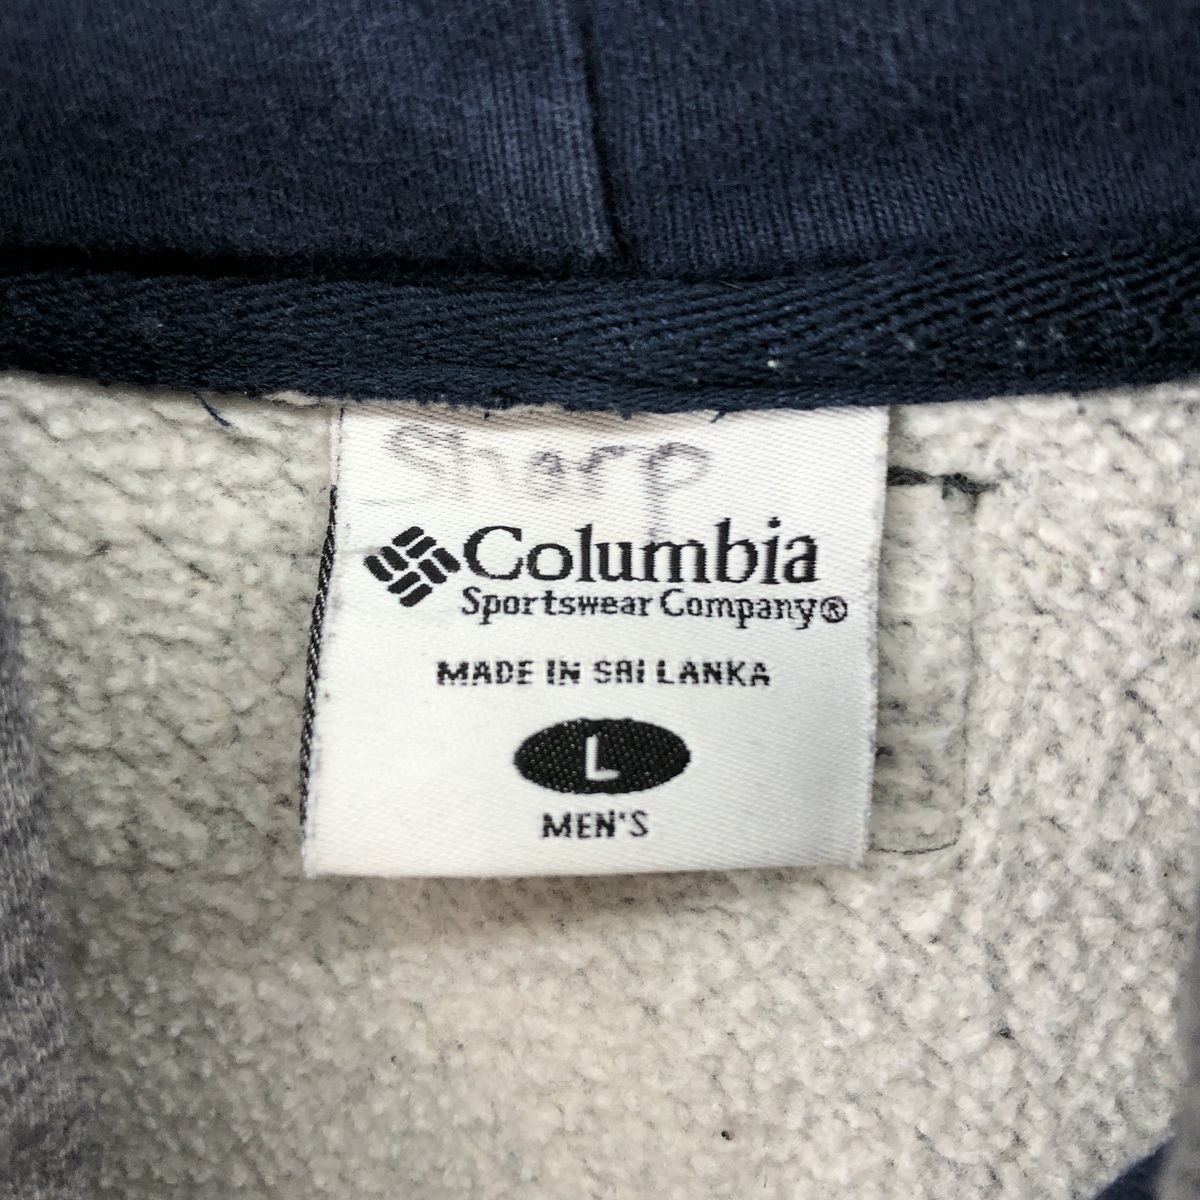 Sharp
Columbia
Sportswear Company®
MADE IN SRI LANKA
L
MEN'S